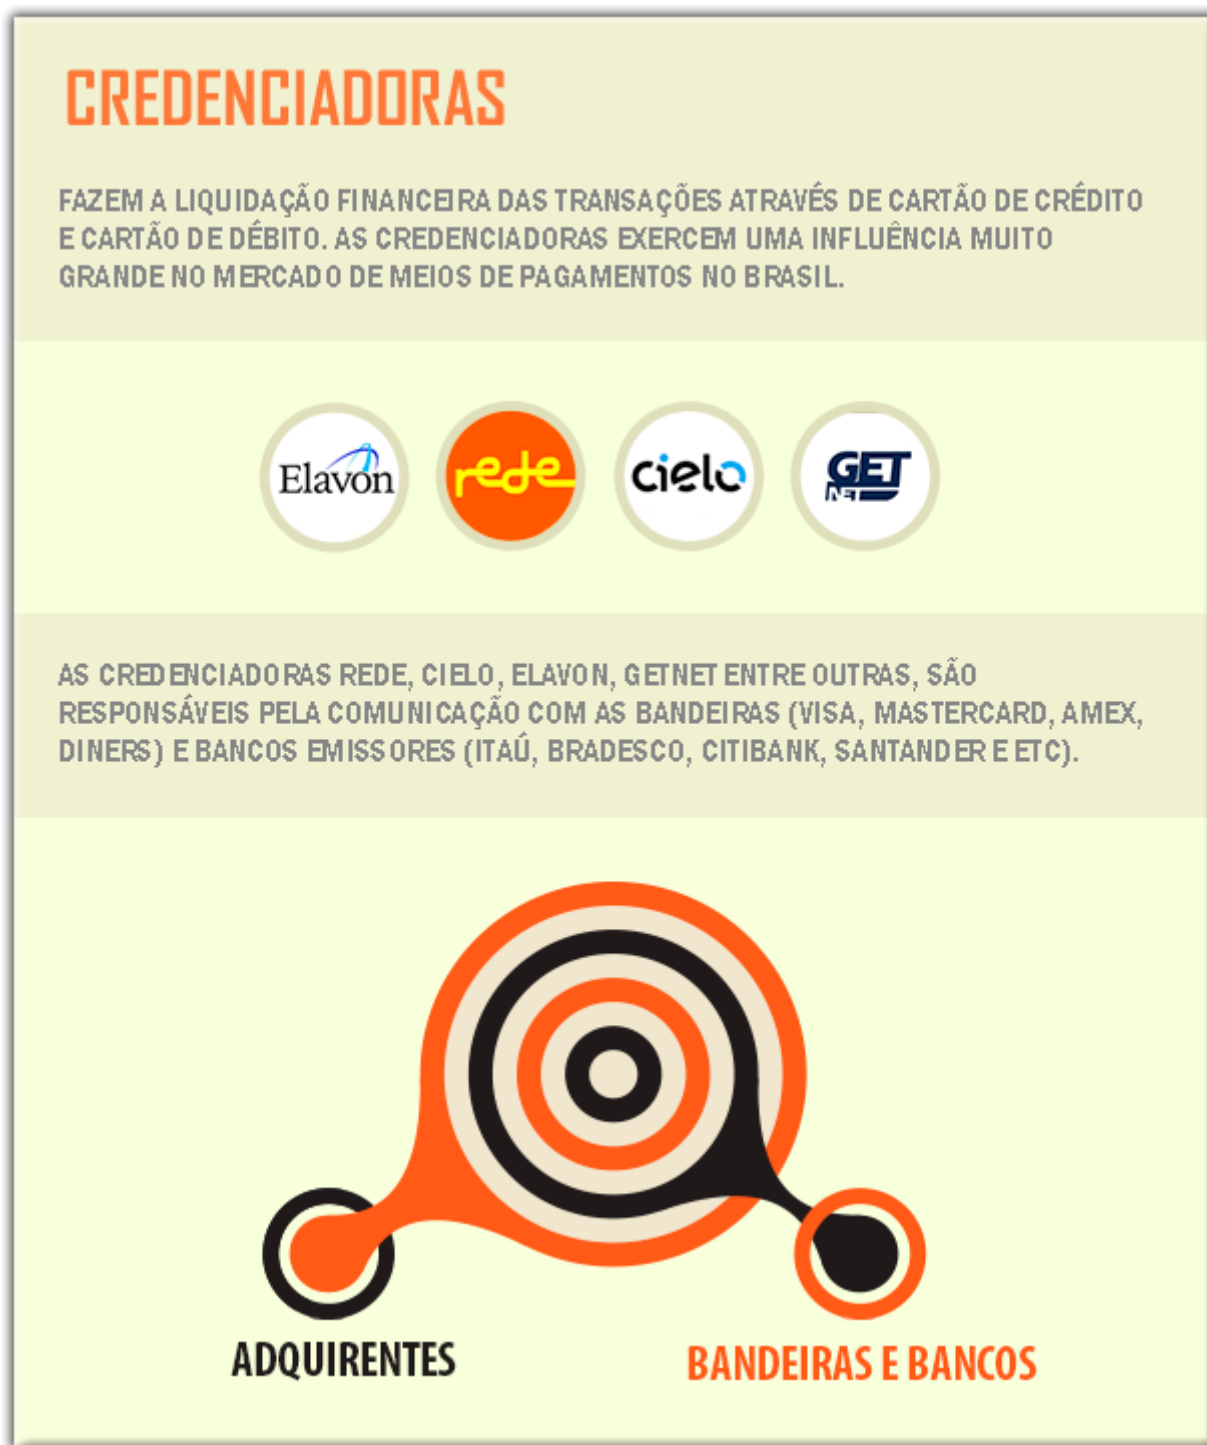 CREDENCIADORAS
FAZEM A LIQUIDAÇÃO FINANCEIRA DAS TRANSAÇÕES ATRAVÉS DE CARTÃO DE CRÉDITO
E CARTÃO DE DÉBITO. AS CREDENCIADORAS EXERCEM UMA INFLUÊNCIA MUITO
GRANDE NO MERCADO DE MEIOS DE PAGAMENTOS NO BRASIL.
Elavon rede cielo GET NET
AS CREDENCIADORAS REDE, CIELO, ELAVON, GETNET ENTRE OUTRAS, SÃO
RESPONSÁVEIS PELA COMUNICAÇÃO COM AS BANDEIRAS (VISA, MASTERCARD, AMEX,
DINERS) E BANCOS EMISSORES (ITAÚ, BRADESCO, CITIBANK, SANTANDER E ETC).
ADQUIRENTES
BANDEIRAS E BANCOS